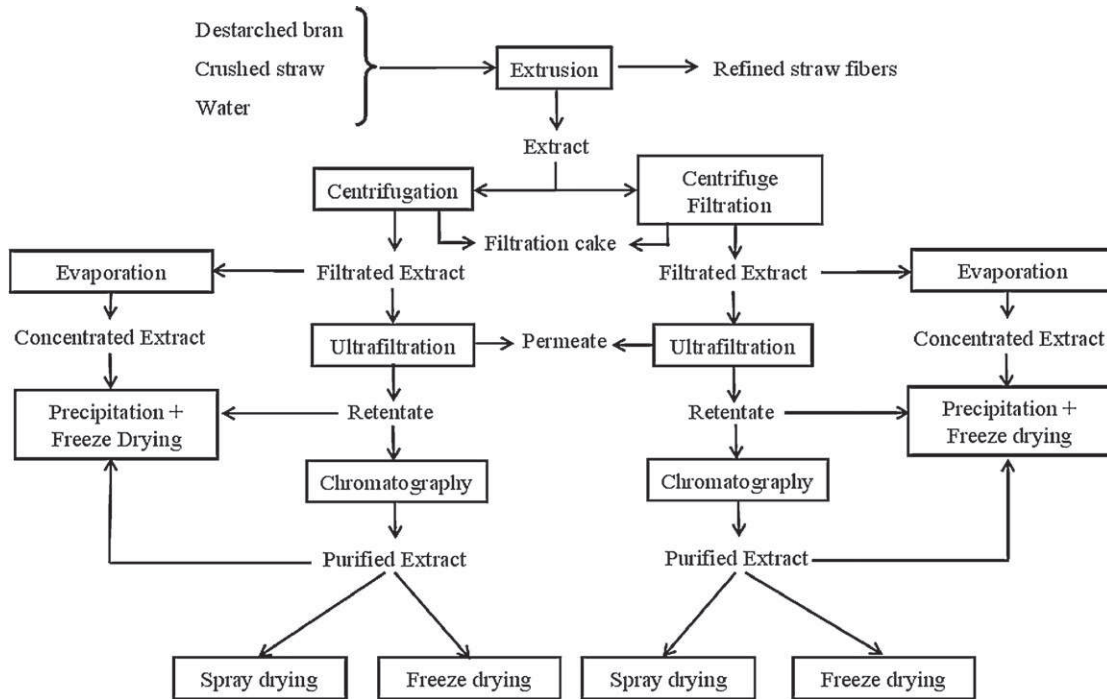 Destarched bran
Crushed straw
Water
Extrusion
Refined straw fibers
Extract
Centrifugation
Centrifuge
Filtration
Filtration cake
Evaporation
Filtrated Extract
Filtrated Extract
Evaporation
Concentrated Extract
Ultrafiltration
Permeate
Ultrafiltration
Concentrated Extract
Precipitation +
Freeze Drying
Retentate
Retentate
Precipitation +
Freeze drying
Chromatography
Chromatography
Purified Extract
Purified Extract
Spray drying
Freeze drying
Spray drying
Freeze drying